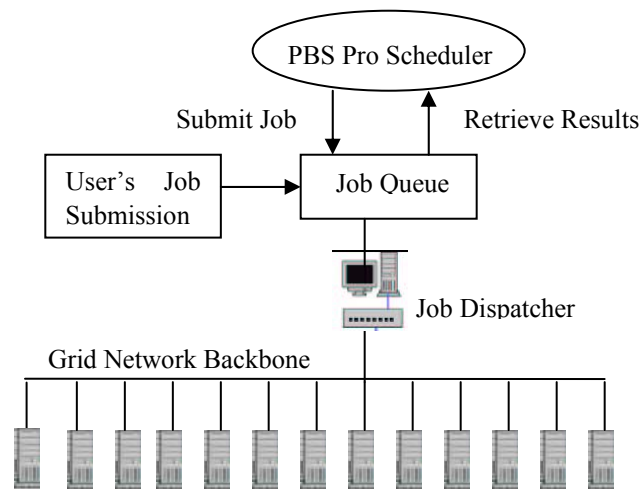 PBS Pro Scheduler
Submit Job
Retrieve Results
User's Job
Submission
Job Queue
Job Dispatcher
Grid Network Backbone